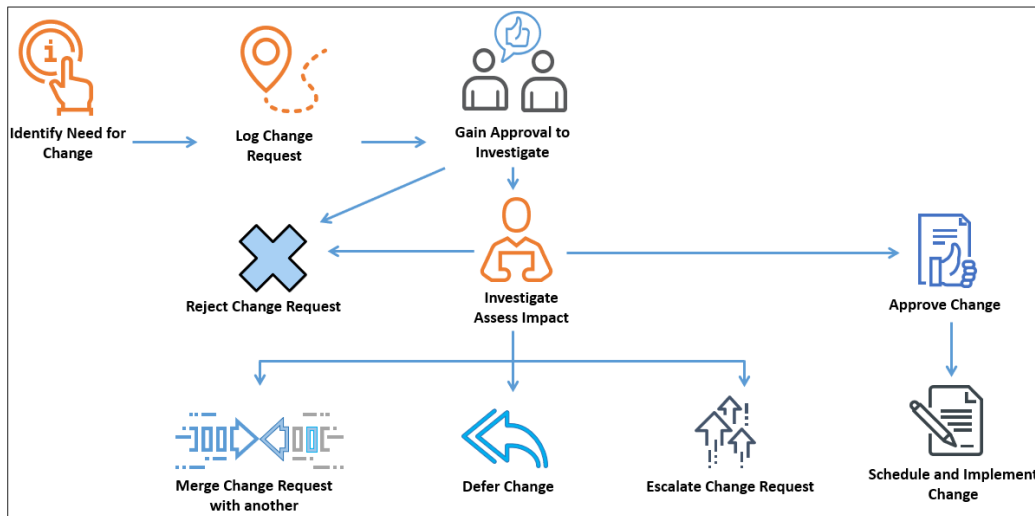 Identify Need for
Change
Log Change
Request
Gain Approval to
Investigate
Reject Change Request
Investigate
Assess Impact
Approve Change
Merge Change Request
with another
Defer Change
Escalate Change Request
Schedule and Implement
Change